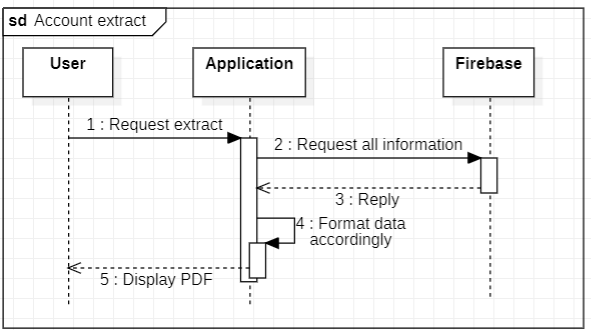 sd Account extract
User
Application
Firebase
1 : Request extract
2 : Request all information
3 : Reply
4 : Format data
accordingly
5 : Display PDF